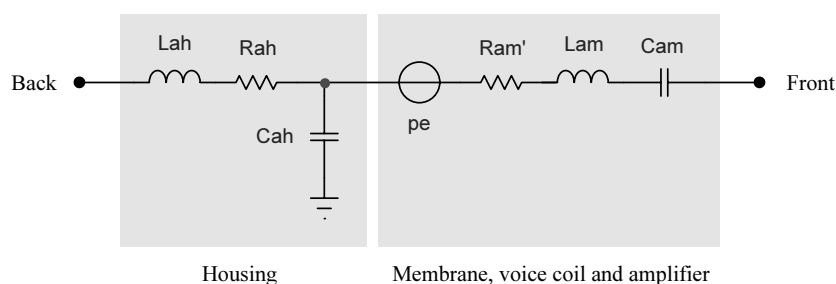 Lah
Rah
Ram'
Lam
Cam
Back
Front
pe
Cah
Housing
Membrane, voice coil and amplifier